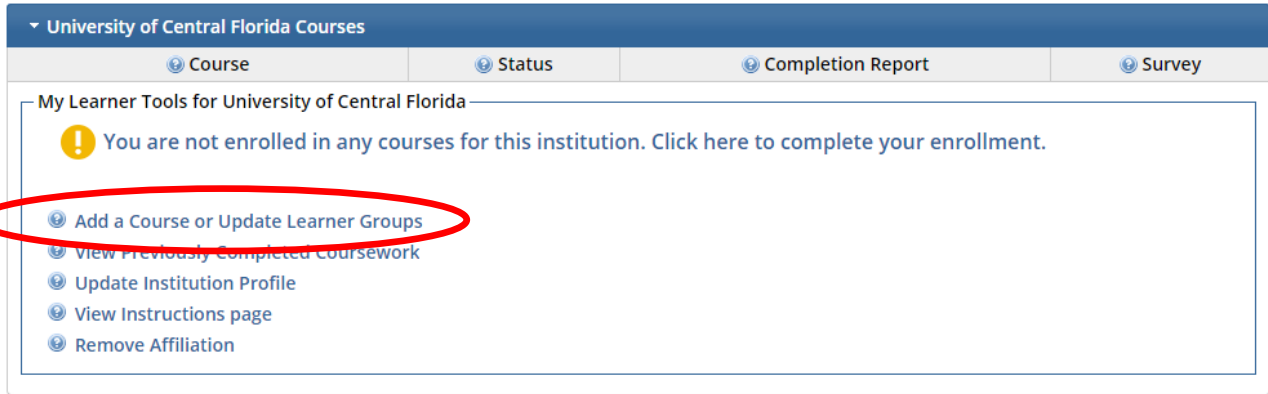 University of Central Florida Courses
Course Status Completion Report Survey
My Learner Tools for University of Central Florida
You are not enrolled in any courses for this institution. Click here to complete your enrollment.
Add a Course or Update Learner Groups
View Previously Completed Coursework
Update Institution Profile
View Instructions page
Remove Affiliation